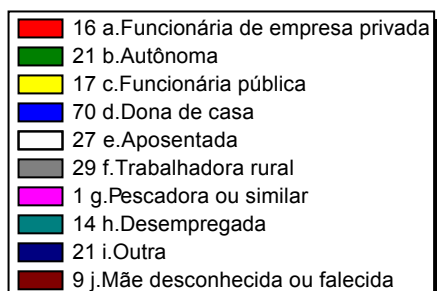 16 a.Funcionária de empresa privada
21 b.Autônoma
17 c.Funcionária pública
70 d.Dona de casa
27 e.Aposentada
29 f.Trabalhadora rural
1 g.Pescadora ou similar
14 h.Desempregada
21 i.Outra
9 j.Mãe desconhecida ou falecida